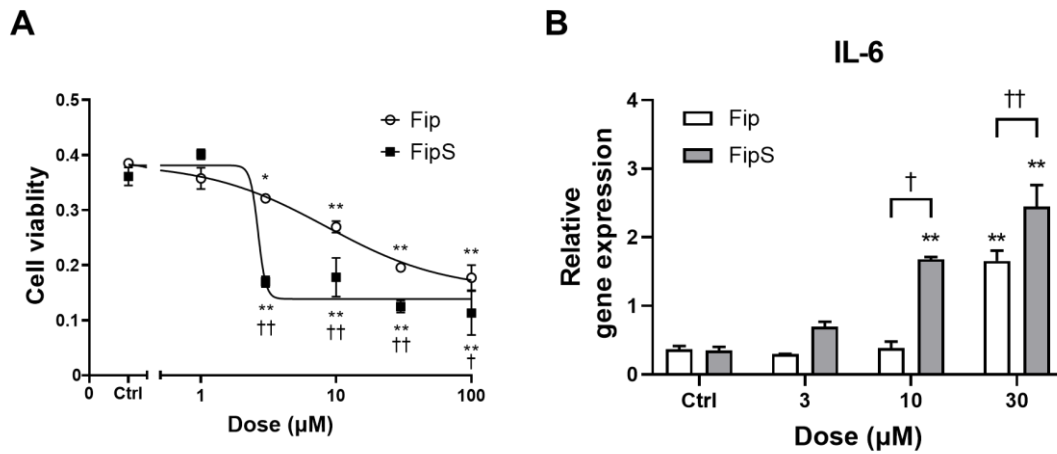 A
Cell viablity
0.5
0.4
0.3
0.2
0.1
0
Fip
FipS
*
**
**
**
**
††
**
††
**
††
**
†
0 Ctrl 1 10 100
Dose (µM)
B
IL-6
Relative
gene expression
4
3
2
1
0
Fip
FipS
†
**
††
**
**
Ctrl 3 10 30
Dose (µM)